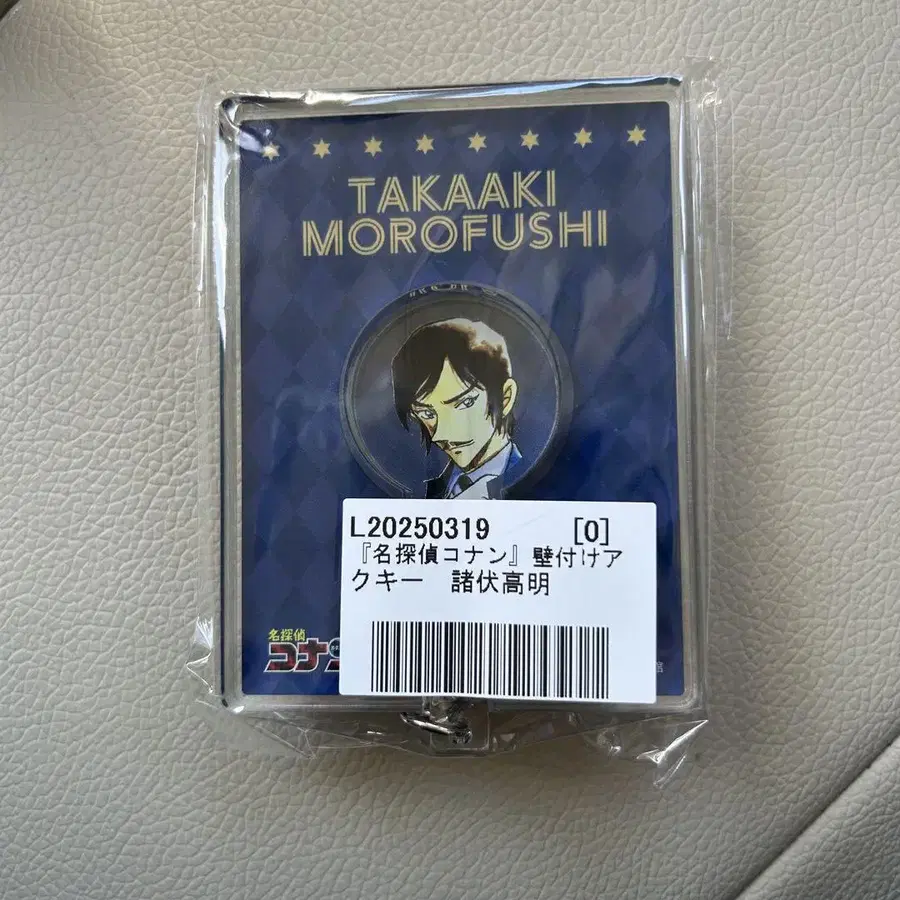 TAKAAKI
MOROFUSHI
L20250319 [0]
『名探偵コナン』壁付けア
クキー 諸伏高明
名探偵
コナ